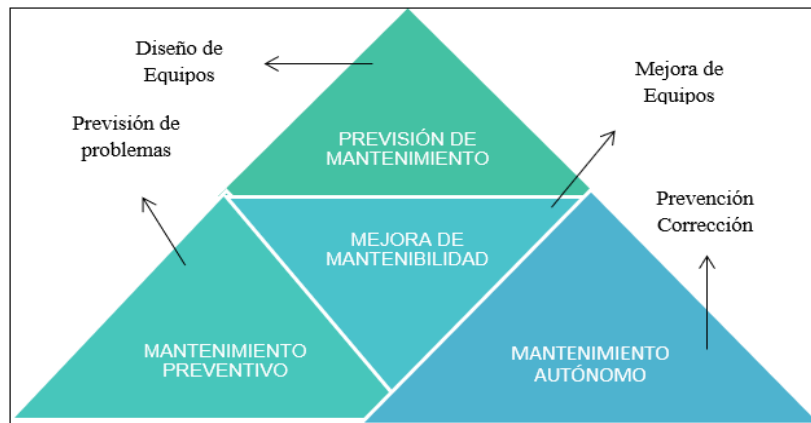 Diseño de
Equipos
Mejora de
Equipos
Previsión de
problemas
PREVISIÓN DE
MANTENIMIENTO
Prevención
Corrección
MEJORA DE
MANTENIBILIDAD
MANTENIMIENTO
PREVENTIVO
MANTENIMIENTO
AUTÓNOMO